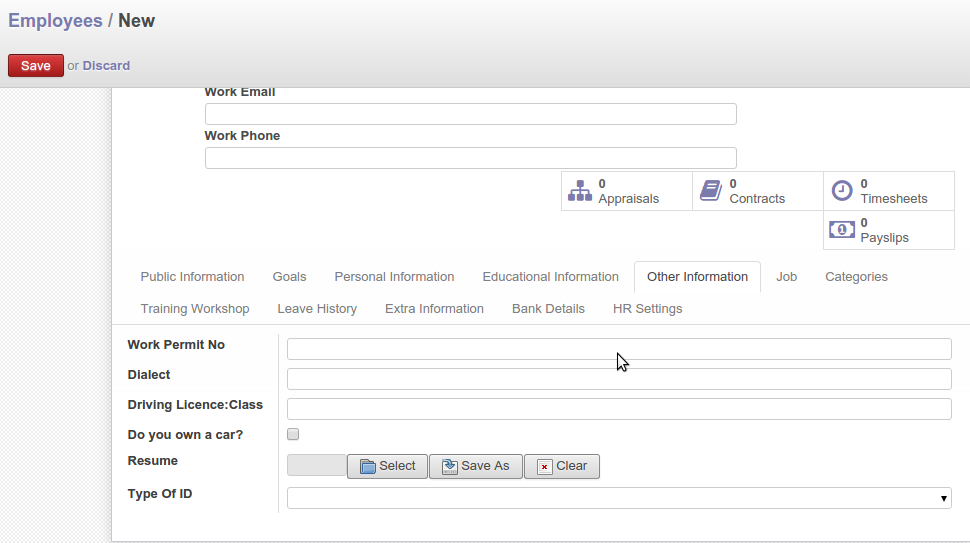 Employees / New
Save or Discard
Work Email
Work Phone
0 Appraisals
0 Contracts
0 Timesheets
0 Payslips
Public Information Goals Personal Information Educational Information Other Information Job Categories
Training Workshop Leave History Extra Information Bank Details HR Settings
Work Permit No
Dialect
Driving Licence:Class
Do you own a car?
Resume Select Save As Clear
Type Of ID